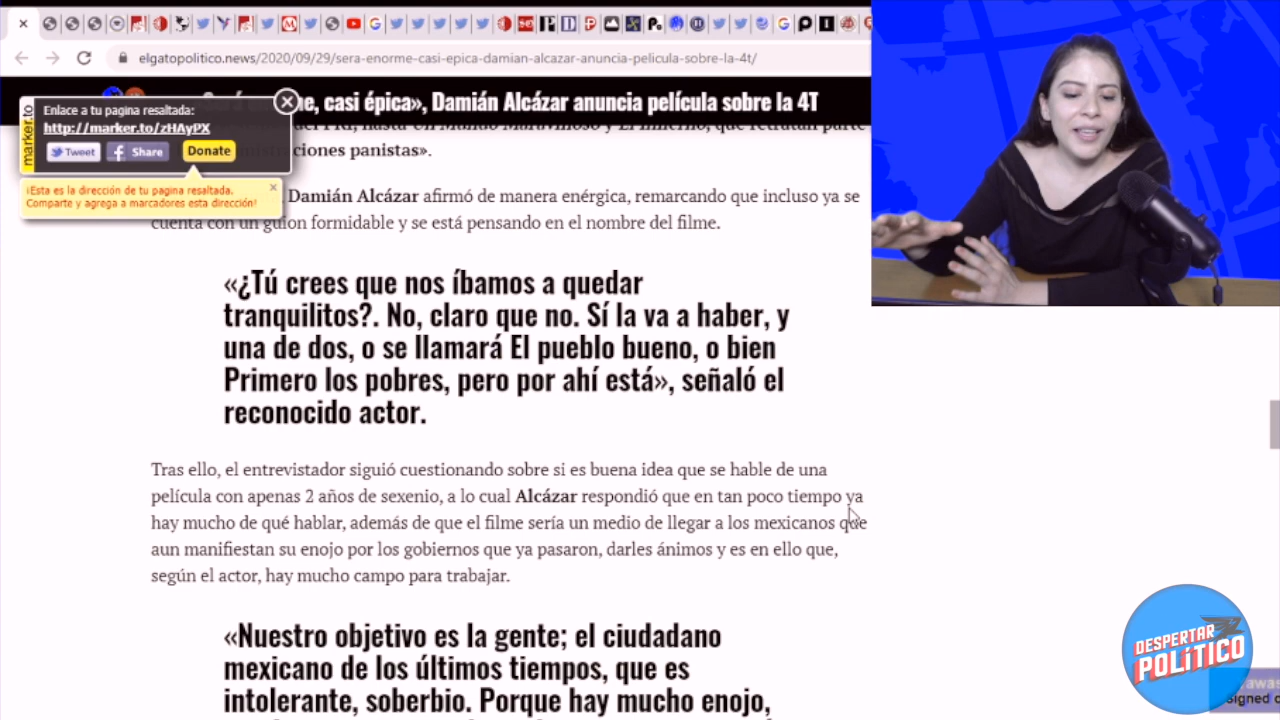 elgatopolitico.news/2020/09/29/sera-enorme-casi-epica-damian-alcazar-anuncia-pelicula-sobre-la-4t/
me, casi épica», Damián Alcázar anuncia película sobre la 4T
marker.to
Enlace a tu pagina resaltada:
http://marker.to/zHAyPX
Tweet
Share
Donate
¡Esta es la dirección de tu pagina resaltada.
Comparte y agrega a marcadores esta dirección!
ciones panistas».
Damián Alcázar afirmó de manera enérgica, remarcando que incluso ya se
cuenta con un guion formidable y se está pensando en el nombre del filme.
«¿Tú crees que nos íbamos a quedar
tranquilitos?. No, claro que no. Sí la va a haber, y
una de dos, o se llamará El pueblo bueno, o bien
Primero los pobres, pero por ahí está», señaló el
reconocido actor.
Tras ello, el entrevistador siguió cuestionando sobre si es buena idea que se hable de una
película con apenas 2 años de sexenio, a lo cual Alcázar respondió que en tan poco tiempo ya
hay mucho de qué hablar, además de que el filme sería un medio de llegar a los mexicanos que
aun manifiestan su enojo por los gobiernos que ya pasaron, darles ánimos y es en ello que,
según el actor, hay mucho campo para trabajar.
«Nuestro objetivo es la gente; el ciudadano
mexicano de los últimos tiempos, que es
intolerante, soberbio. Porque hay mucho enojo,
DESPERTAR
POLÍTICO